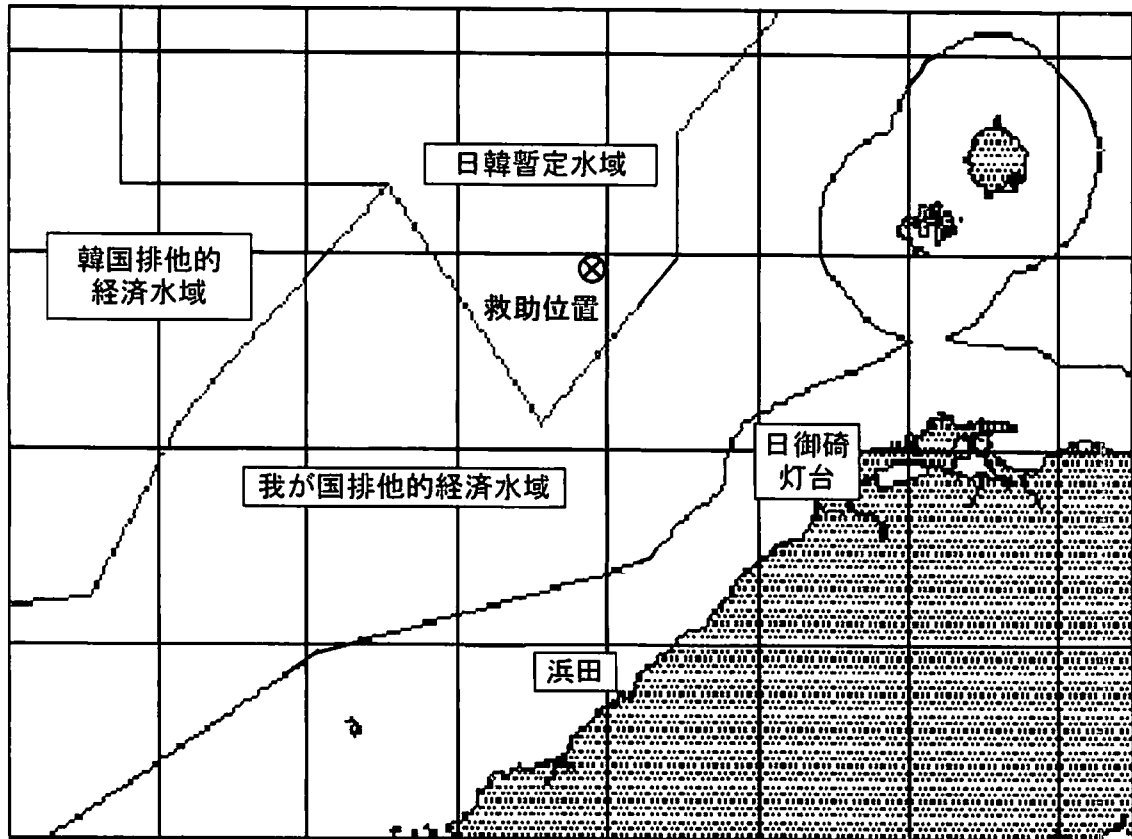 日韓暫定水域
韓国排他的
経済水域
救助位置
日御碕
灯台
我が国排他的経済水域
浜田